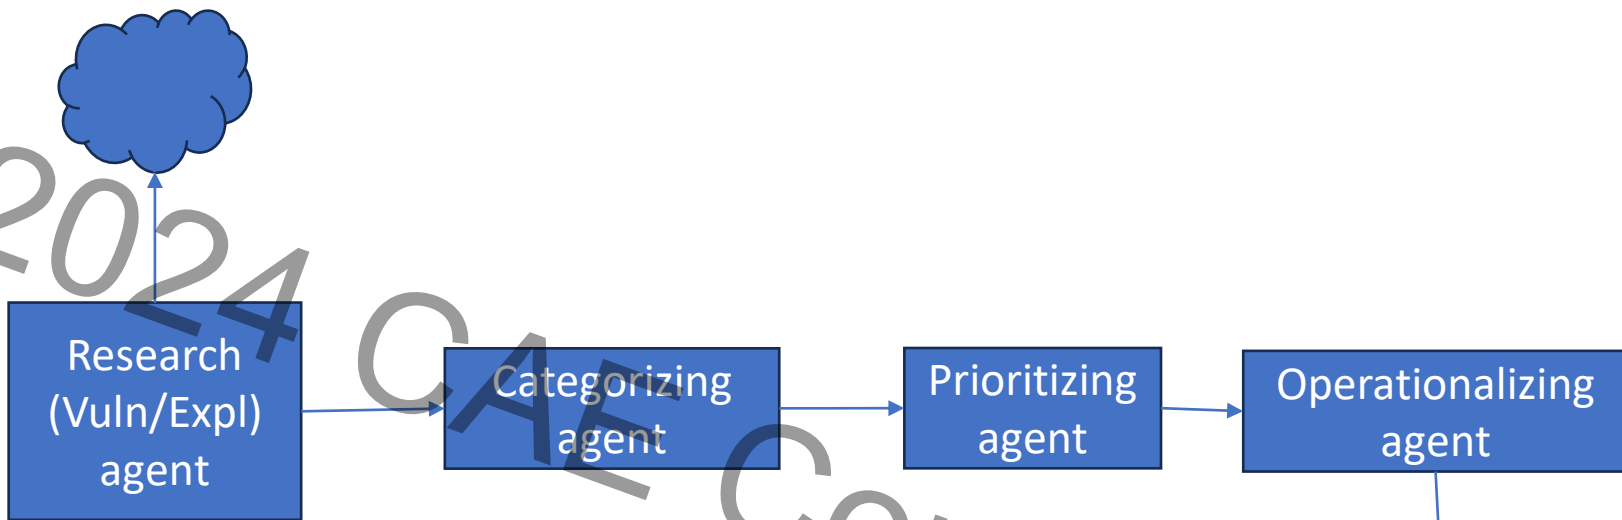 Research
(Vuln/Expl)
agent
Categorizing
agent
Prioritizing
agent
Operationalizing
agent
2024 CAE